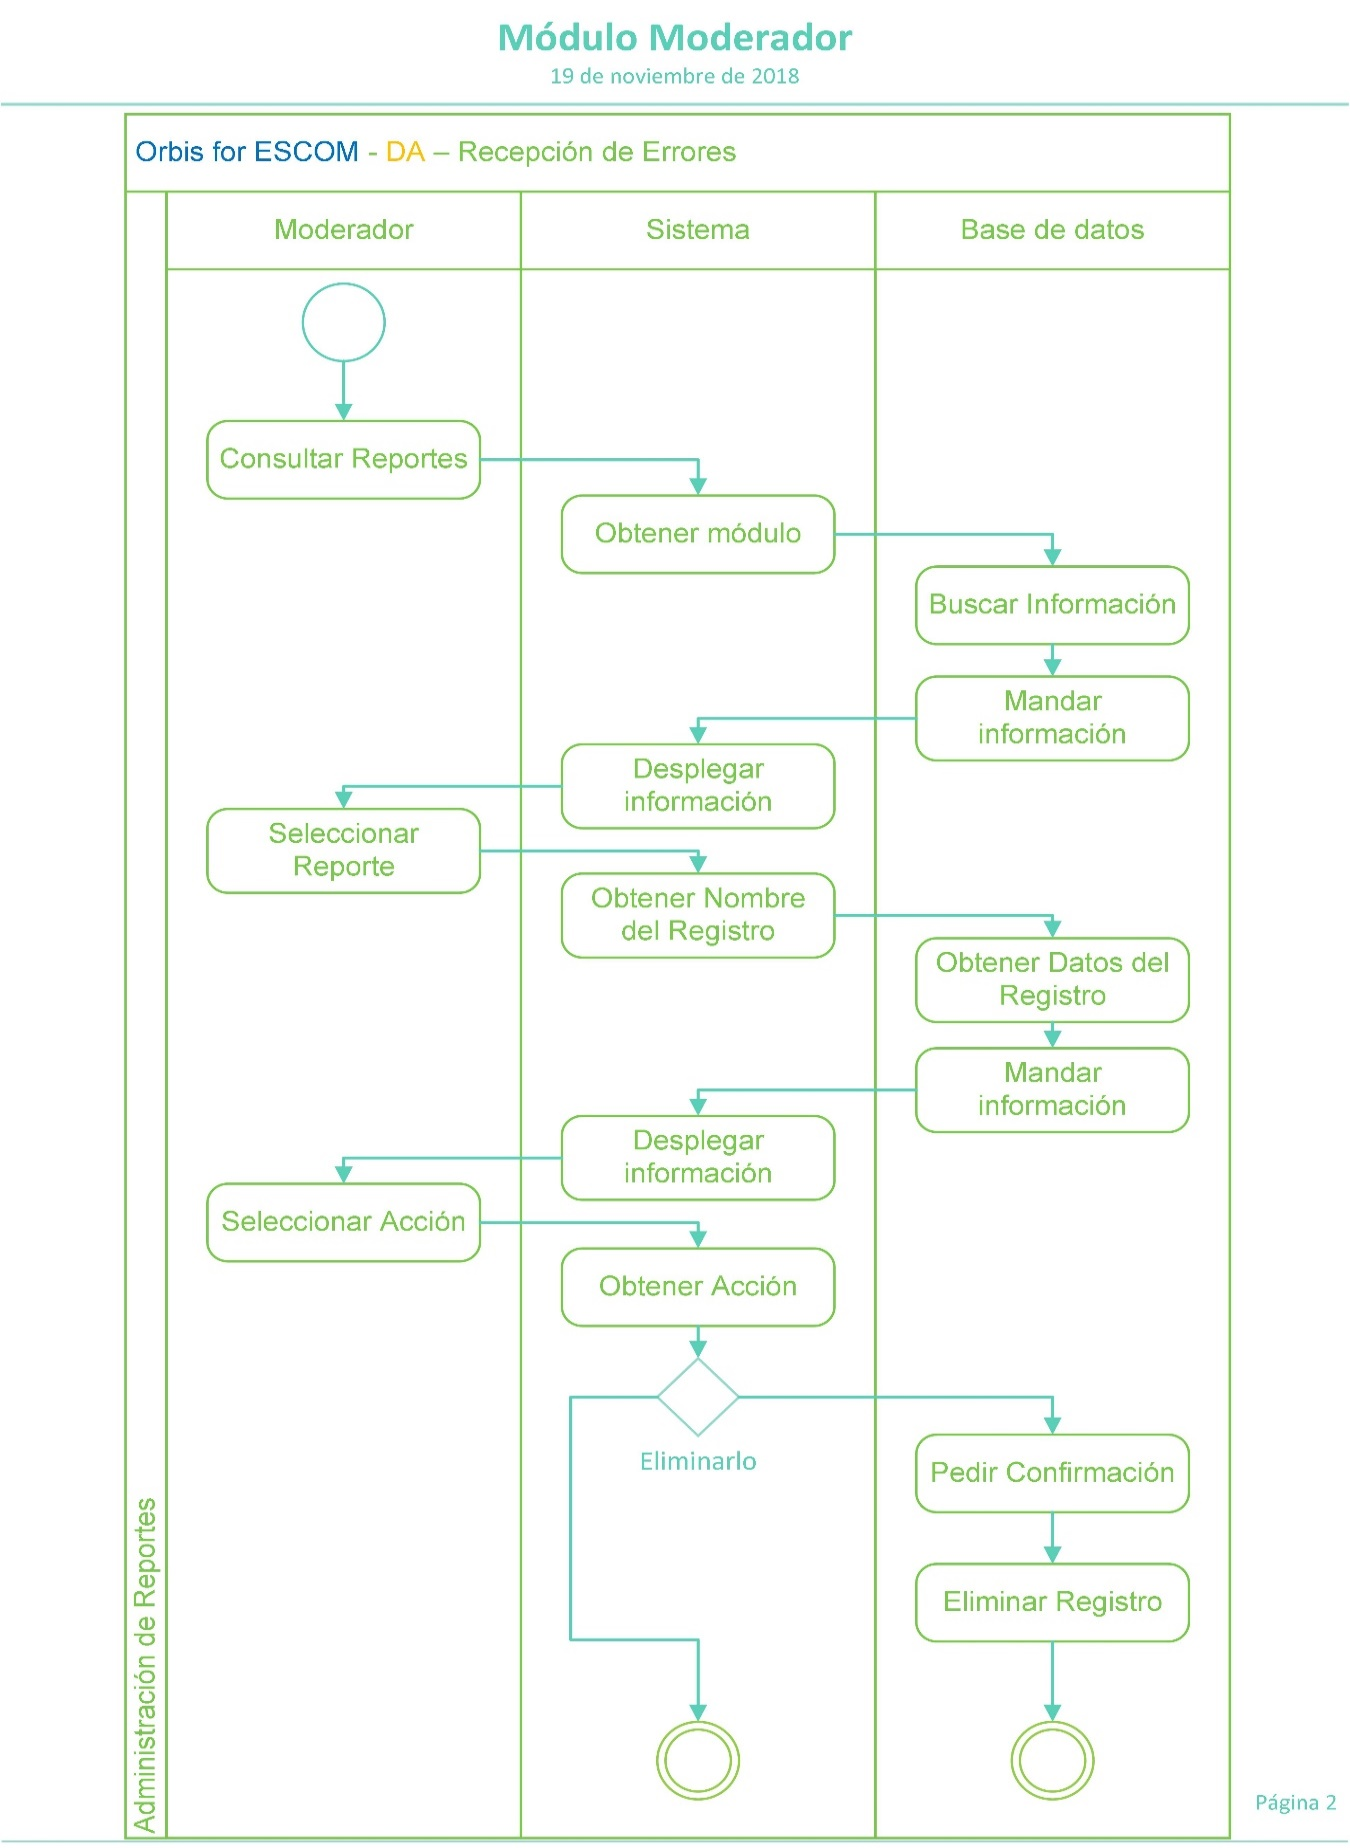 Módulo Moderador
19 de noviembre de 2018
Orbis for ESCOM - DA – Recepción de Errores
Moderador
Sistema
Base de datos
Consultar Reportes
Obtener módulo
Buscar Información
Mandar
información
Desplegar
información
Seleccionar
Reporte
Obtener Nombre
del Registro
Obtener Datos del
Registro
Mandar
información
Desplegar
información
Seleccionar Acción
Obtener Acción
Eliminarlo
Pedir Confirmación
Eliminar Registro
Administración de Reportes
Página 2